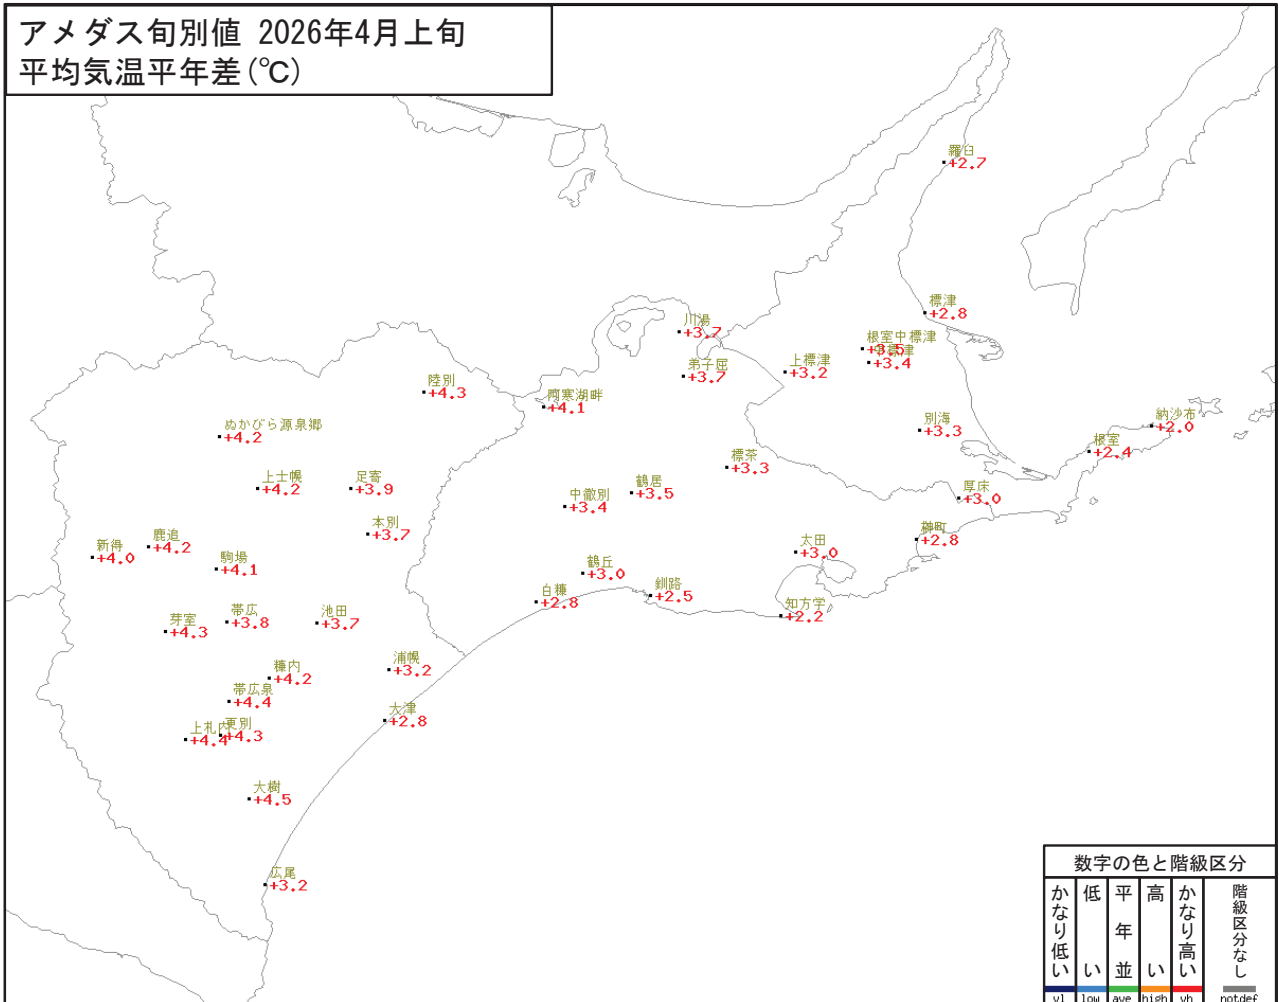 アメダス旬別値 2026年4月上旬
平均気温平年差(℃)
羅臼
+2.7
標津
+2.8
川湯
+3.7
根室中標津
+3.5
中標津
+3.4
上標津
+3.2
弟子屈
+3.7
陸別
+4.3
阿寒湖畔
+4.1
納沙布
+2.0
ぬかびら源泉郷
+4.2
別海
+3.3
根室
+2.4
標茶
+3.3
上士幌
+4.2
足寄
+3.9
鶴居
+3.5
中徹別
+3.4
厚床
+3.0
本別
+3.7
榊町
+2.8
鹿追
+4.2
新得
+4.0
太田
+3.0
駒場
+4.1
鶴丘
+3.0
釧路
+2.5
白糠
+2.8
知方学
+2.2
帯広
+3.8
池田
+3.7
芽室
+4.3
浦幌
+3.2
糠内
+4.2
帯広泉
+4.4
大津
+2.8
更別
+4.3
上札内
+4.4
大樹
+4.5
広尾
+3.2
数字の色と階級区分
かなり低い
低い
平年並
高い
かなり高い
階級区分なし
vl low ave high vh notdef